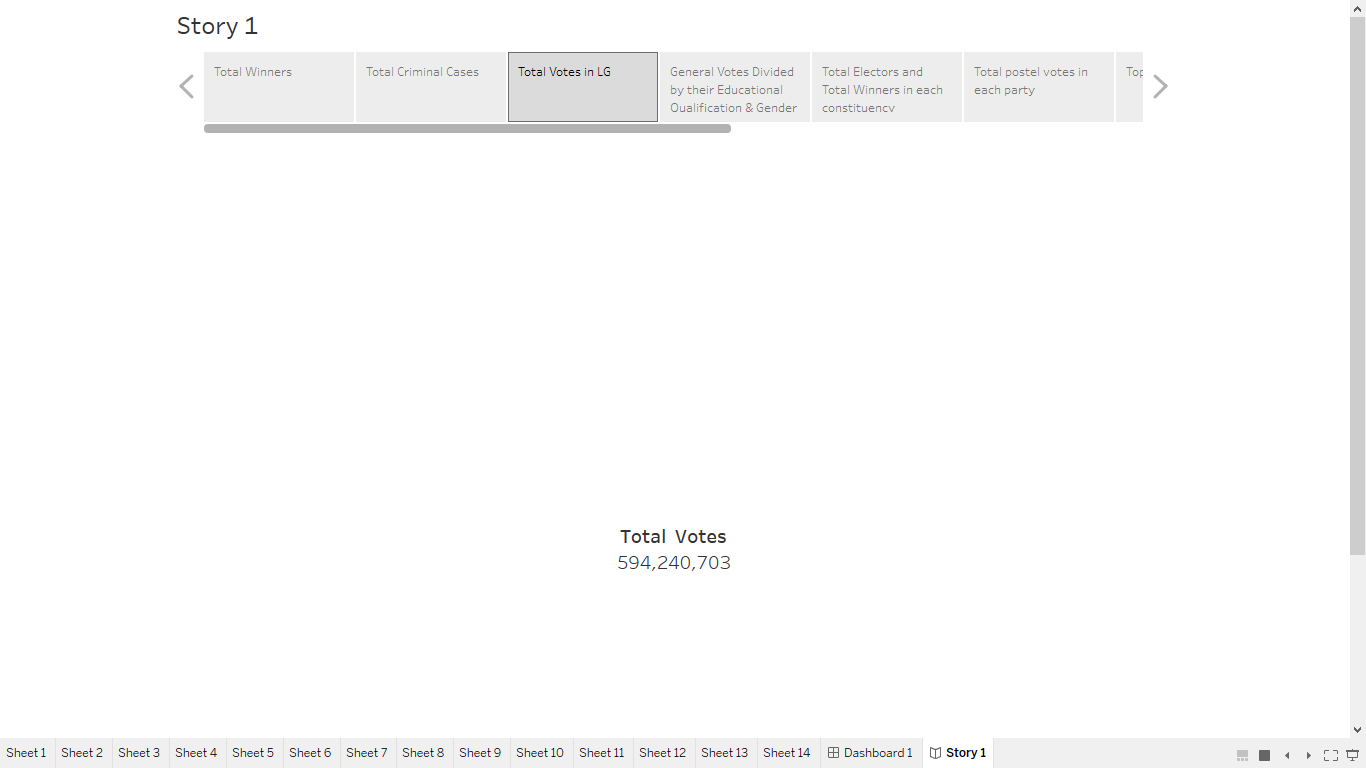 Story 1
Total Winners
Total Criminal Cases
Total Votes in LG
General Votes Divided
by their Educational
Qualification & Gender
Total Electors and
Total Winners in each
constituency
Total postel votes in
each party
Total Votes
594,240,703
Sheet 1
Sheet 2
Sheet 3
Sheet 4
Sheet 5
Sheet 6
Sheet 7
Sheet 8
Sheet 9
Sheet 10
Sheet 11
Sheet 12
Sheet 13
Sheet 14
Dashboard 1
Story 1